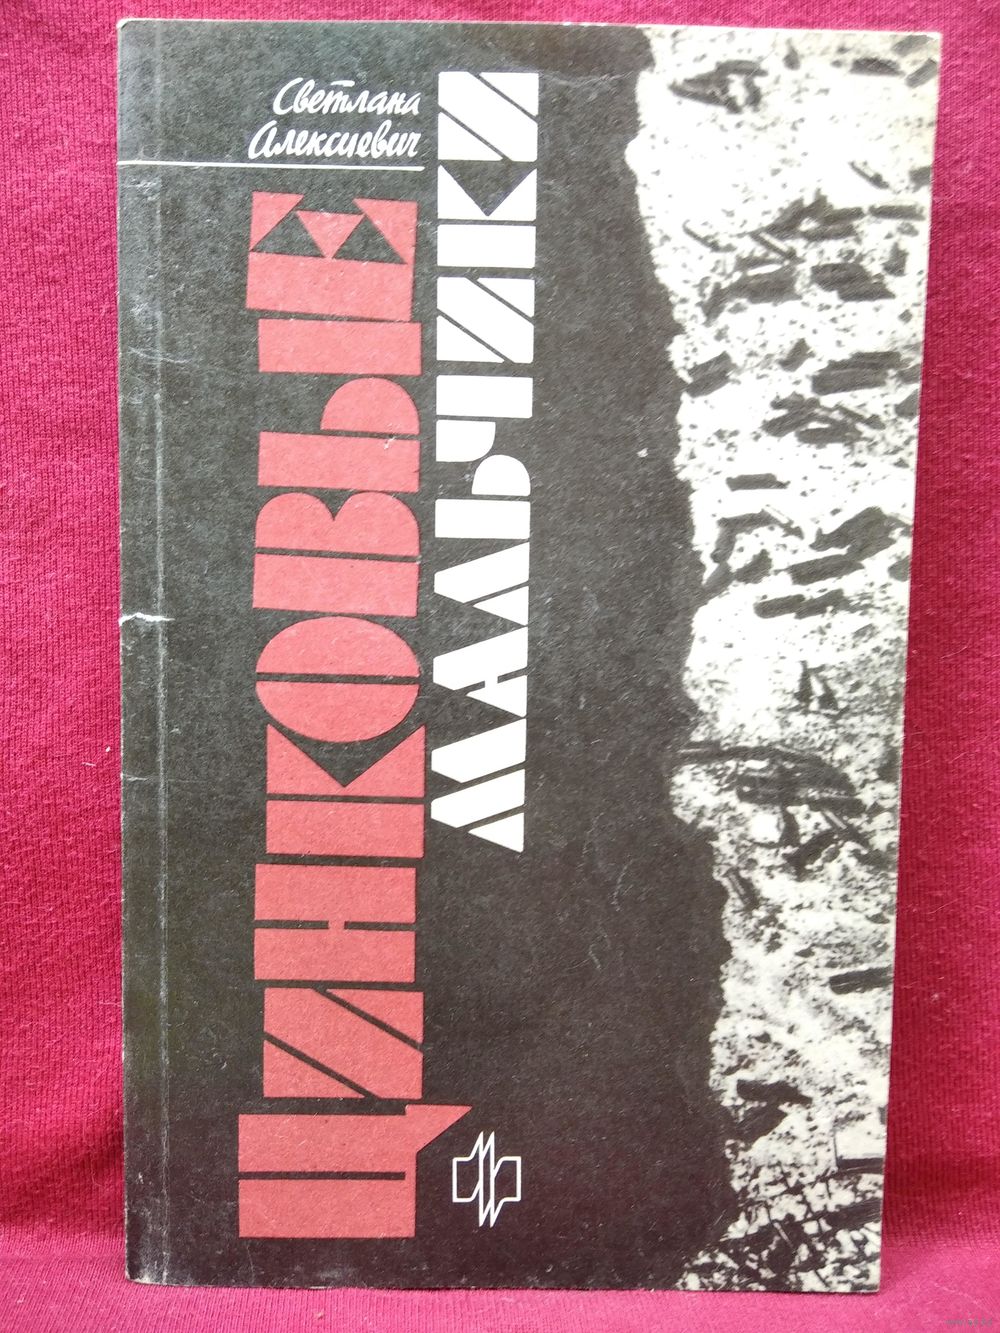 Светлана
Алексиевич
ЦИНКОВЫЕ
МАЛЬЧИКИ